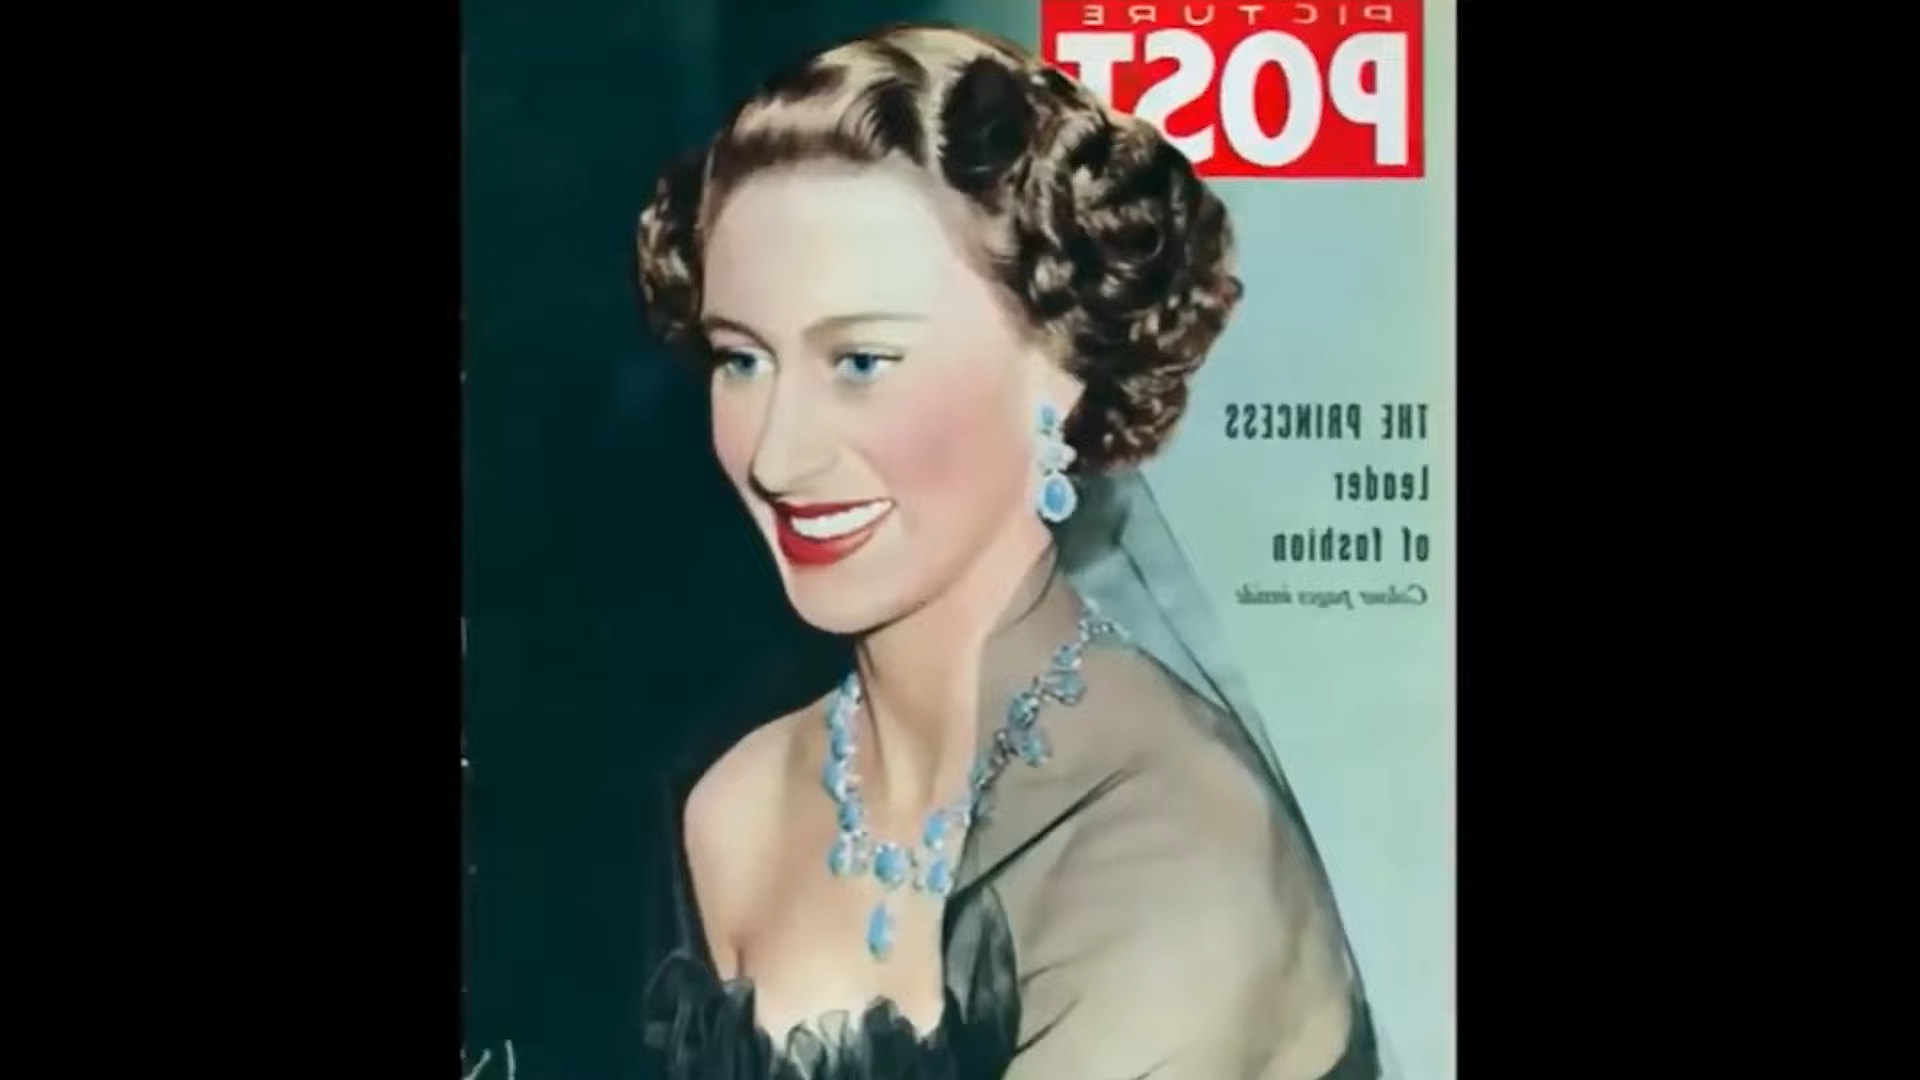 PICTURE
POST
THE PRINCESS
Leader
of fashion
Colour pages inside